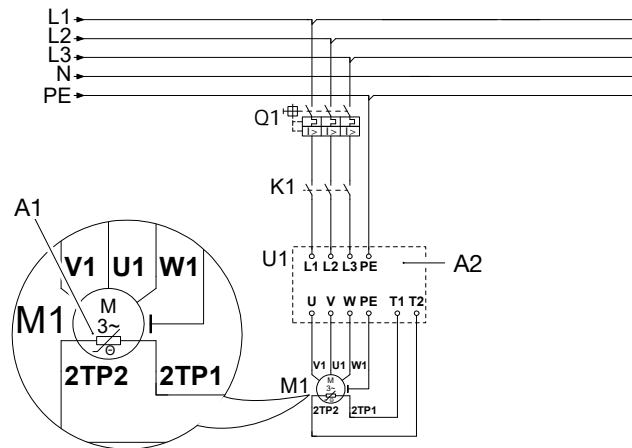 L1
L2
L3
N
PE
Q1
I> I> I>
K1
A1
U1
L1 L2 L3 PE
A2
U V W PE T1 T2
V1 U1 W1
M1
M
3~
Θ
2TP2 2TP1
V1 U1 W1
M1
M
3~
Θ
2TP2 2TP1